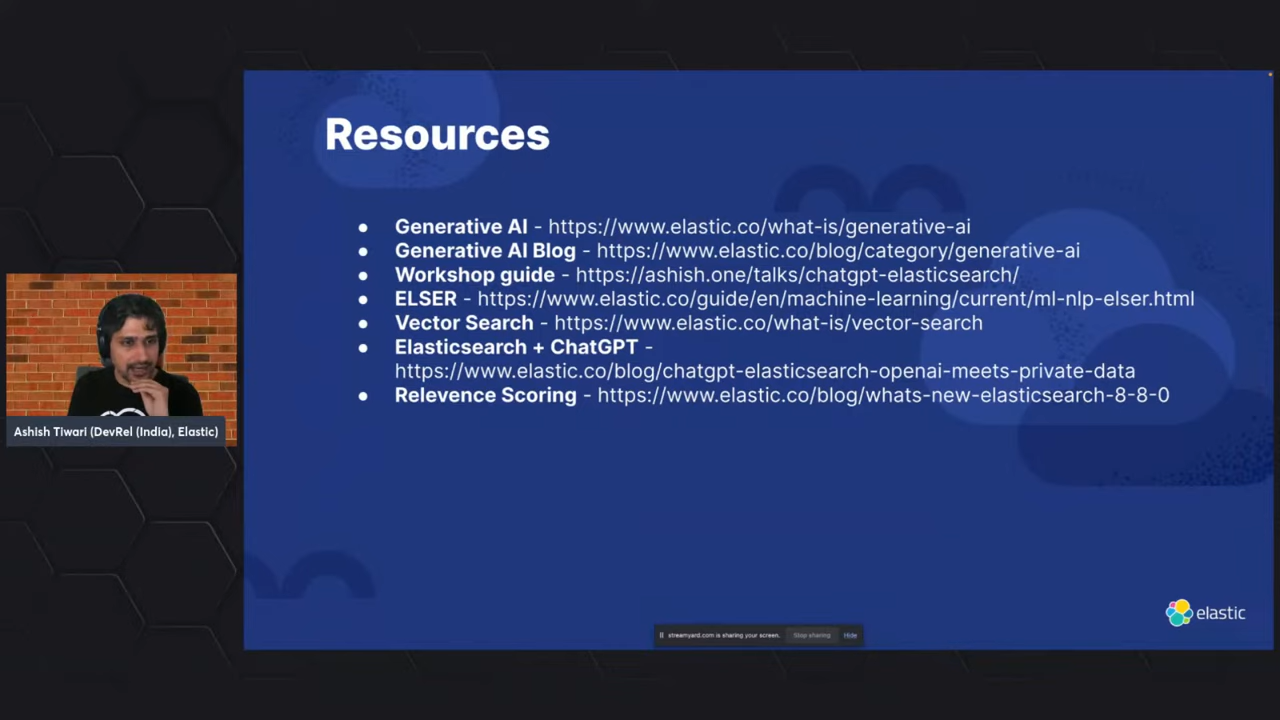 Resources
● Generative AI - https://www.elastic.co/what-is/generative-ai
● Generative AI Blog - https://www.elastic.co/blog/category/generative-ai
● Workshop guide - https://ashish.one/talks/chatgpt-elasticsearch/
● ELSER - https://www.elastic.co/guide/en/machine-learning/current/ml-nlp-elser.html
● Vector Search - https://www.elastic.co/what-is/vector-search
● Elasticsearch + ChatGPT -
https://www.elastic.co/blog/chatgpt-elasticsearch-openai-meets-private-data
● Relevence Scoring - https://www.elastic.co/blog/whats-new-elasticsearch-8-8-0
Ashish Tiwari (DevRel (India), Elastic)
elastic
streamyard.com is sharing your screen. Stop sharing Hide